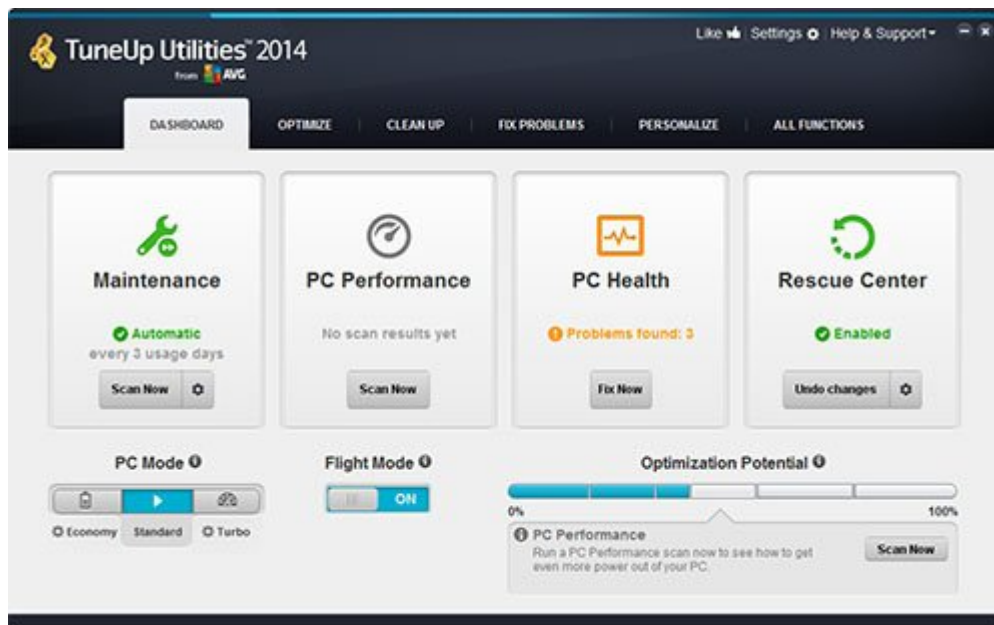 Like Settings Help & Support
TuneUp Utilities™ 2014
from AVG
DASHBOARD OPTIMIZE CLEAN UP FIX PROBLEMS PERSONALIZE ALL FUNCTIONS
Maintenance
Automatic
every 3 usage days
Scan Now
PC Performance
No scan results yet
Scan Now
PC Health
Problems found: 3
Fix Now
Rescue Center
Enabled
Undo changes
PC Mode
Economy Standard Turbo
Flight Mode
ON
Optimization Potential
0% 100%
PC Performance
Run a PC Performance scan now to see how to get
even more power out of your PC.
Scan Now